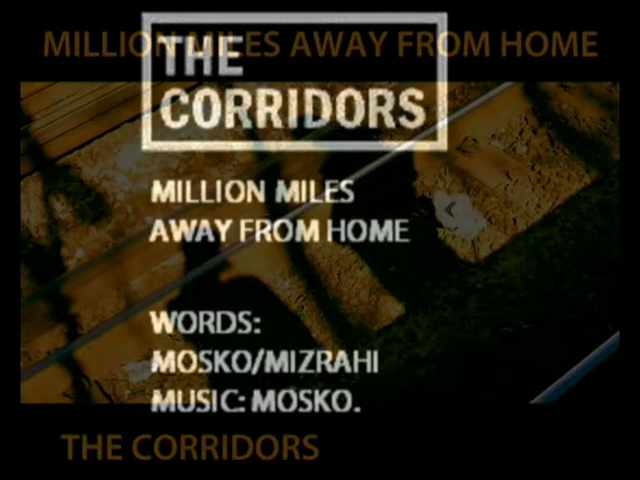 MILLION MILES AWAY FROM HOME
THE
CORRIDORS
MILLION MILES
AWAY FROM HOME
WORDS:
MOSKO/MIZRAHI
MUSIC: MOSKO.
THE CORRIDORS